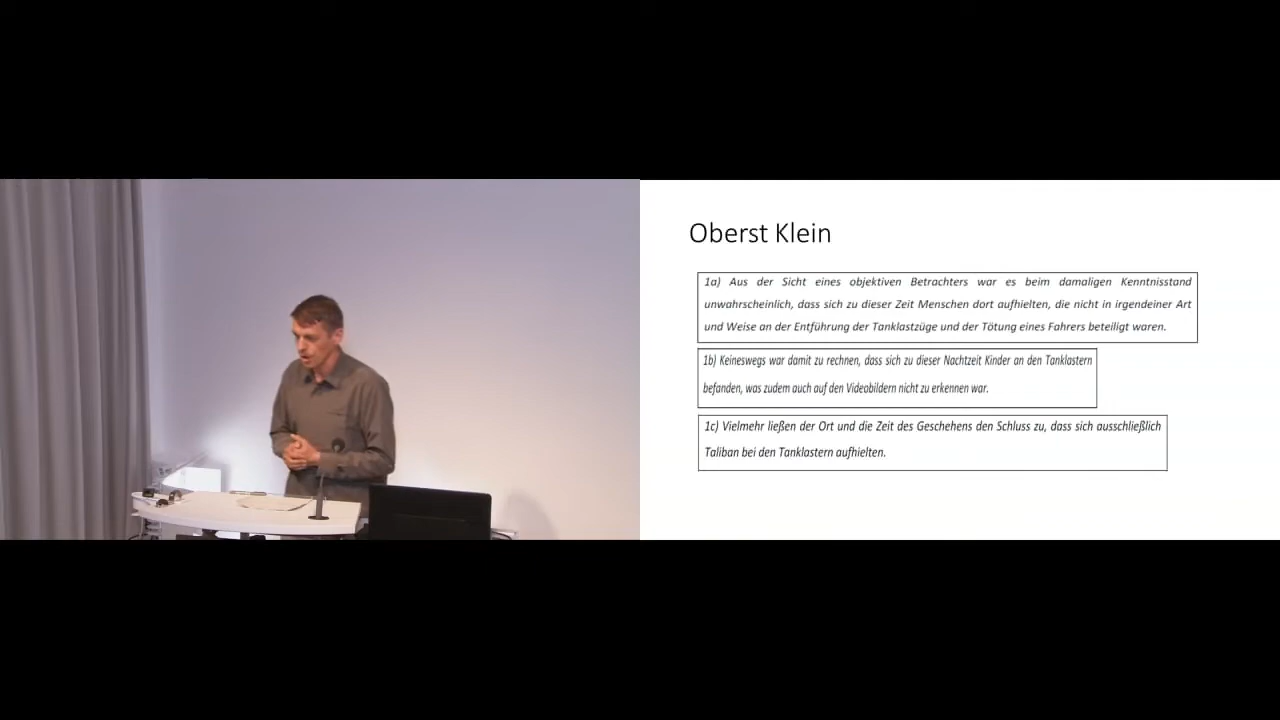 Oberst Klein
1a) Aus der Sicht eines objektiven Betrachters war es beim damaligen Kenntnisstand
unwahrscheinlich, dass sich zu dieser Zeit Menschen dort aufhielten, die nicht in irgendeiner Art
und Weise an der Entführung der Tanklastzüge und der Tötung eines Fahrers beteiligt waren.
1b) Keineswegs war damit zu rechnen, dass sich zu dieser Nachtzeit Kinder an den Tanklastern
befanden, was zudem auch auf den Videobildern nicht zu erkennen war.
1c) Vielmehr ließen der Ort und die Zeit des Geschehens den Schluss zu, dass sich ausschließlich
Taliban bei den Tanklastern aufhielten.